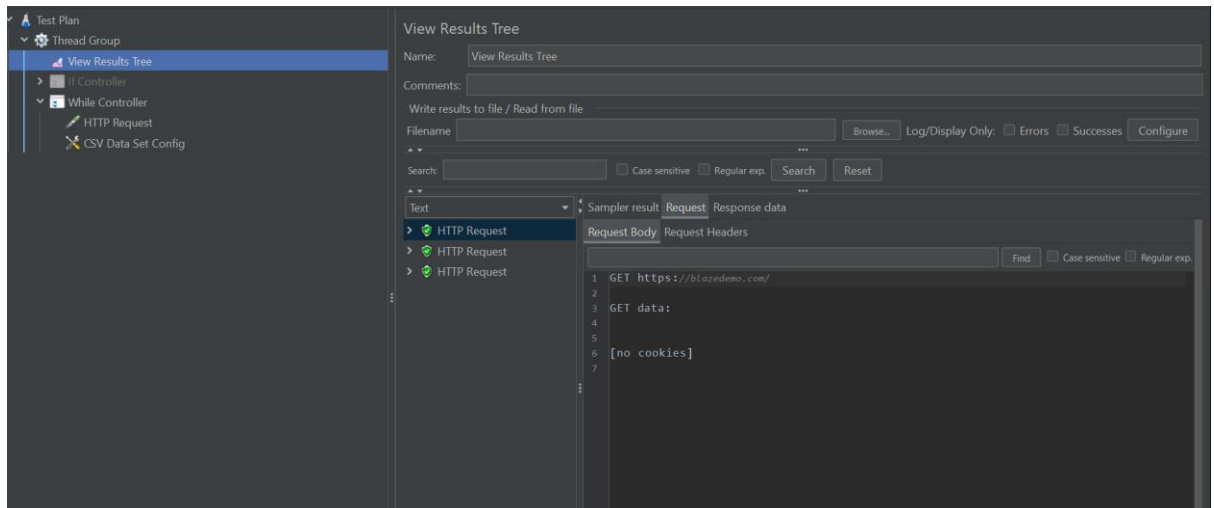 Test Plan
Thread Group
View Results Tree
If Controller
While Controller
HTTP Request
CSV Data Set Config
View Results Tree
Name: View Results Tree
Comments:
Write results to file / Read from file
Filename Browse... Log/Display Only: Errors Successes Configure
Search: Case sensitive Regular exp. Search Reset
Text
HTTP Request
HTTP Request
HTTP Request
Sampler result Request Response data
Request Body Request Headers
Find Case sensitive Regular exp.
1 GET https://blazedemo.com/
2
3 GET data:
4
5
6 [no cookies]
7